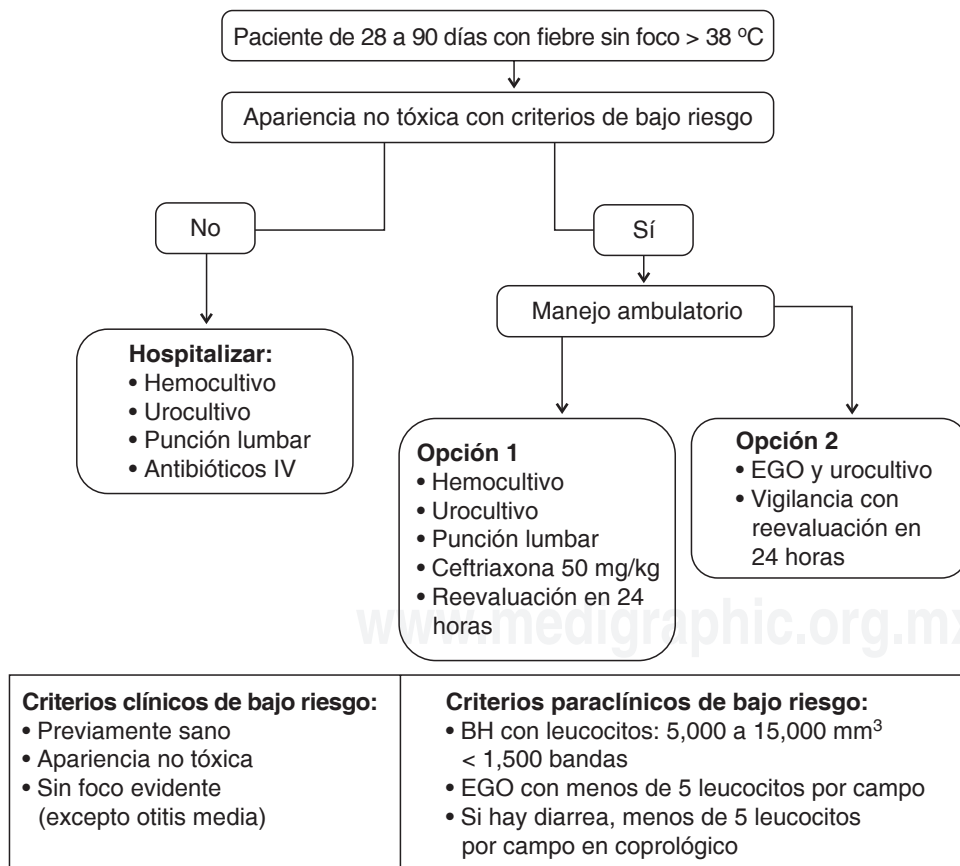 Paciente de 28 a 90 días con fiebre sin foco > 38 ºC
Apariencia no tóxica con criterios de bajo riesgo
No
Sí
Manejo ambulatorio
Hospitalizar:
• Hemocultivo
• Urocultivo
• Punción lumbar
• Antibióticos IV
Opción 1
• Hemocultivo
• Urocultivo
• Punción lumbar
• Ceftriaxona 50 mg/kg
• Reevaluación en 24
horas
Opción 2
• EGO y urocultivo
• Vigilancia con
reevaluación en
24 horas
www.medigraphic.org.mx
Criterios clínicos de bajo riesgo:
• Previamente sano
• Apariencia no tóxica
• Sin foco evidente
(excepto otitis media)
Criterios paraclínicos de bajo riesgo:
• BH con leucocitos: 5,000 a 15,000 mm³
< 1,500 bandas
• EGO con menos de 5 leucocitos por campo
• Si hay diarrea, menos de 5 leucocitos
por campo en coprológico